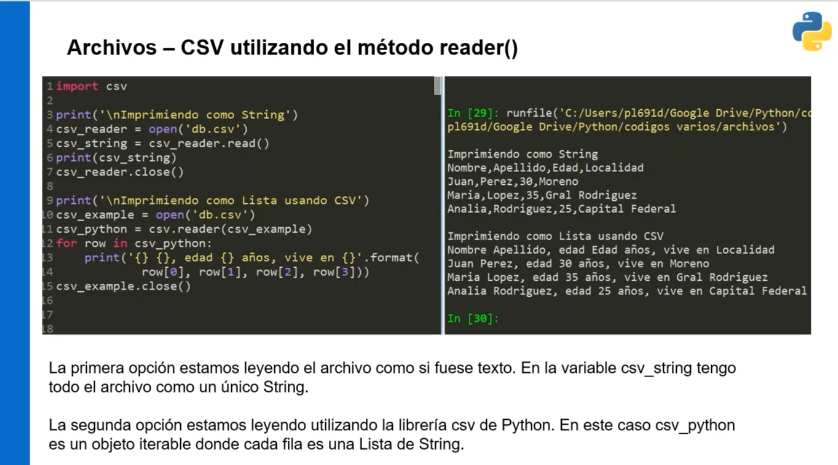 Archivos – CSV utilizando el método reader()
1 import csv
2
3 print('\nImprimiendo como String')
4 csv_reader = open('db.csv')
5 csv_string = csv_reader.read()
6 print(csv_string)
7 csv_reader.close()
8
9 print('\nImprimiendo como Lista usando CSV')
10 csv_example = open('db.csv')
11 csv_python = csv.reader(csv_example)
12 for row in csv_python:
13     print('{} {}, edad {} años, vive en {}'.format(
14             row[0], row[1], row[2], row[3]))
15 csv_example.close()
16
17
18
In [29]: runfile('C:/Users/pl691d/Google Drive/Python/co
pl691d/Google Drive/Python/codigos varios/archivos')
Imprimiendo como String
Nombre,Apellido,Edad,Localidad
Juan,Perez,30,Moreno
Maria,Lopez,35,Gral Rodriguez
Analia,Rodriguez,25,Capital Federal
Imprimiendo como Lista usando CSV
Nombre Apellido, edad Edad años, vive en Localidad
Juan Perez, edad 30 años, vive en Moreno
Maria Lopez, edad 35 años, vive en Gral Rodriguez
Analia Rodriguez, edad 25 años, vive en Capital Federal
In [30]:
La primera opción estamos leyendo el archivo como si fuese texto. En la variable csv_string tengo
todo el archivo como un único String.
La segunda opción estamos leyendo utilizando la librería csv de Python. En este caso csv_python
es un objeto iterable donde cada fila es una Lista de String.